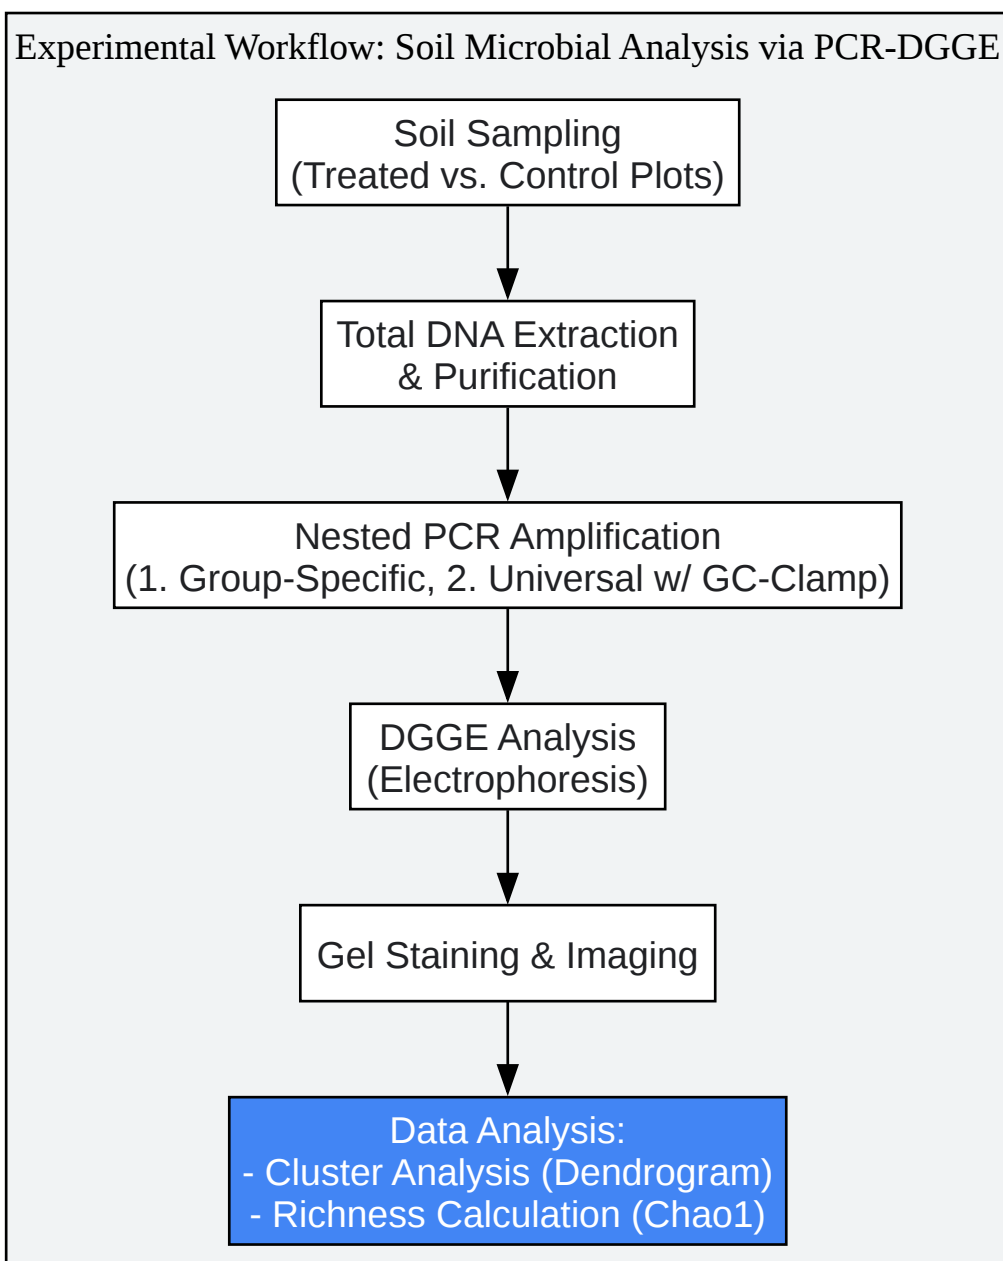 Experimental Workflow: Soil Microbial Analysis via PCR-DGGE
Soil Sampling
(Treated vs. Control Plots)
Total DNA Extraction
& Purification
Nested PCR Amplification
(1. Group-Specific, 2. Universal w/ GC-Clamp)
DGGE Analysis
(Electrophoresis)
Gel Staining & Imaging
Data Analysis:
- Cluster Analysis (Dendrogram)
- Richness Calculation (Chao1)